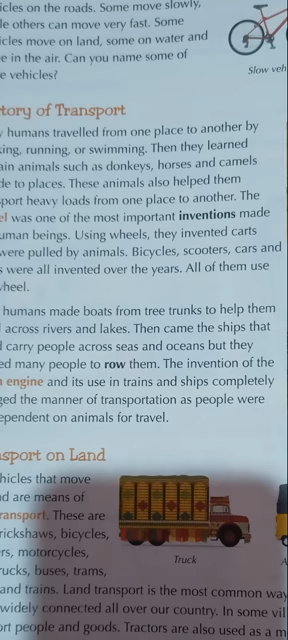 icles on the roads. Some move slowly,
le others can move very fast. Some
icles move on land, some on water and
e in the air. Can you name some of
e vehicles?
Slow veh
tory of Transport
y humans travelled from one place to another by
king, running, or swimming. Then they learned
ain animals such as donkeys, horses and camels
de to places. These animals also helped them
sport heavy loads from one place to another. The
el was one of the most important inventions made
uman beings. Using wheels, they invented carts
were pulled by animals. Bicycles, scooters, cars and
s were all invented over the years. All of them use
wheel.
humans made boats from tree trunks to help them
l across rivers and lakes. Then came the ships that
d carry people across seas and oceans but they
ed many people to row them. The invention of the
engine and its use in trains and ships completely
ged the manner of transportation as people were
ependent on animals for travel.
nsport on Land
hicles that move
nd are means of
ransport. These are
rickshaws, bicycles,
ers, motorcycles,
rucks, buses, trams,
Truck
A
and trains. Land transport is the most common way
widely connected all over our country. In some vil
ort people and goods. Tractors are also used as a m